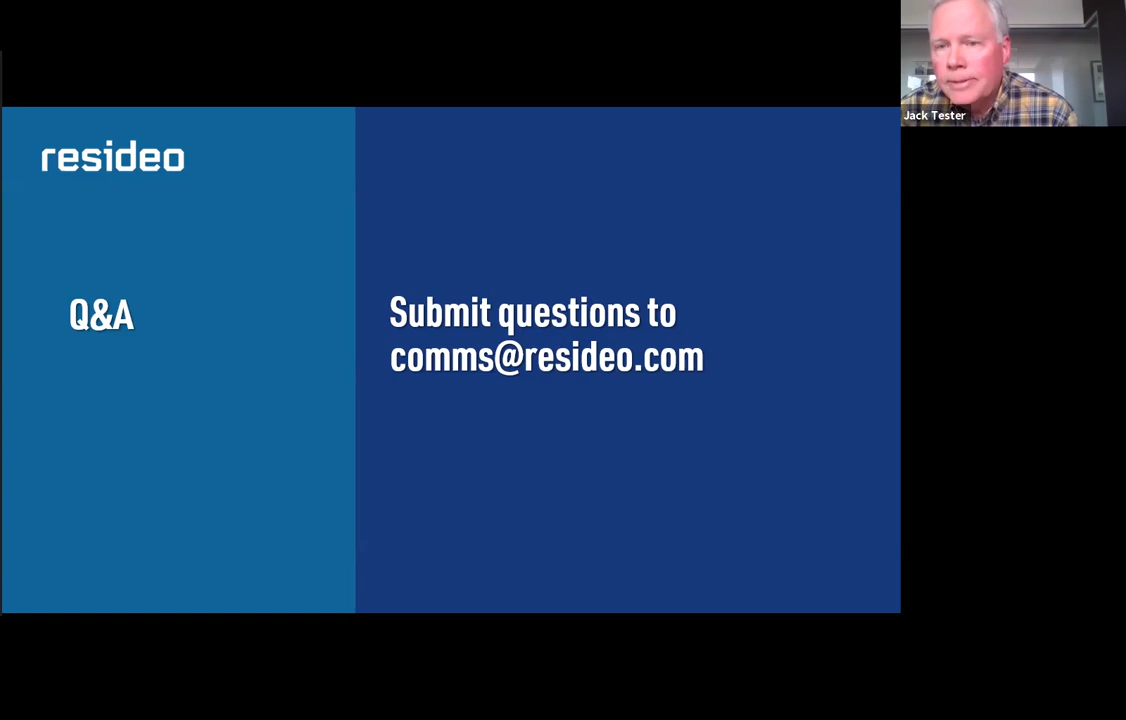 resideo
Q&A
Submit questions to
comms@resideo.com
Jack Tester